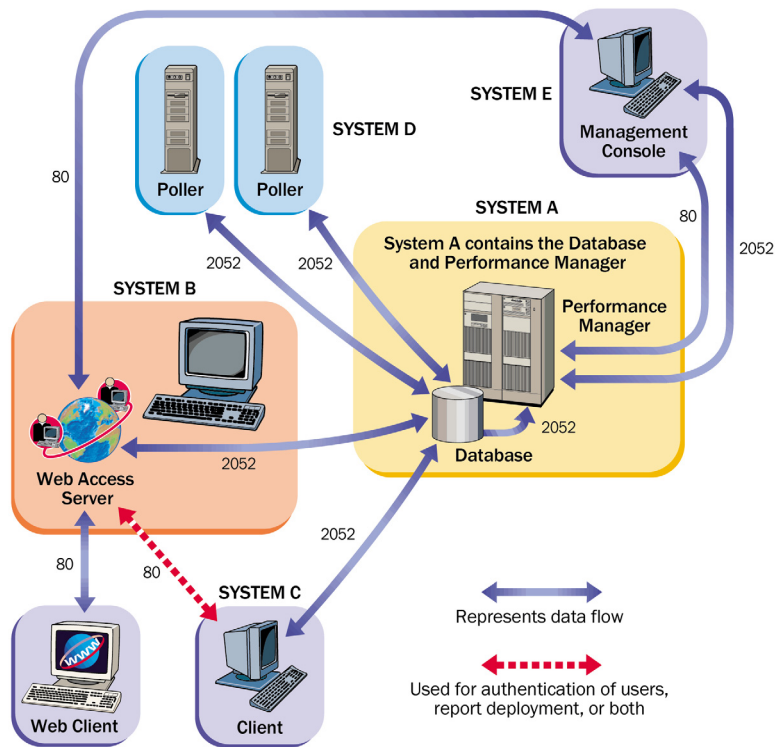 SYSTEM E
Management
Console
SYSTEM D
Poller
Poller
80
SYSTEM A
80
2052
2052
2052
System A contains the Database
and Performance Manager
SYSTEM B
Performance
Manager
2052
Database
2052
Web Access
Server
2052
80
80
SYSTEM C
Represents data flow
WWW
Web Client
Client
Used for authentication of users,
report deployment, or both